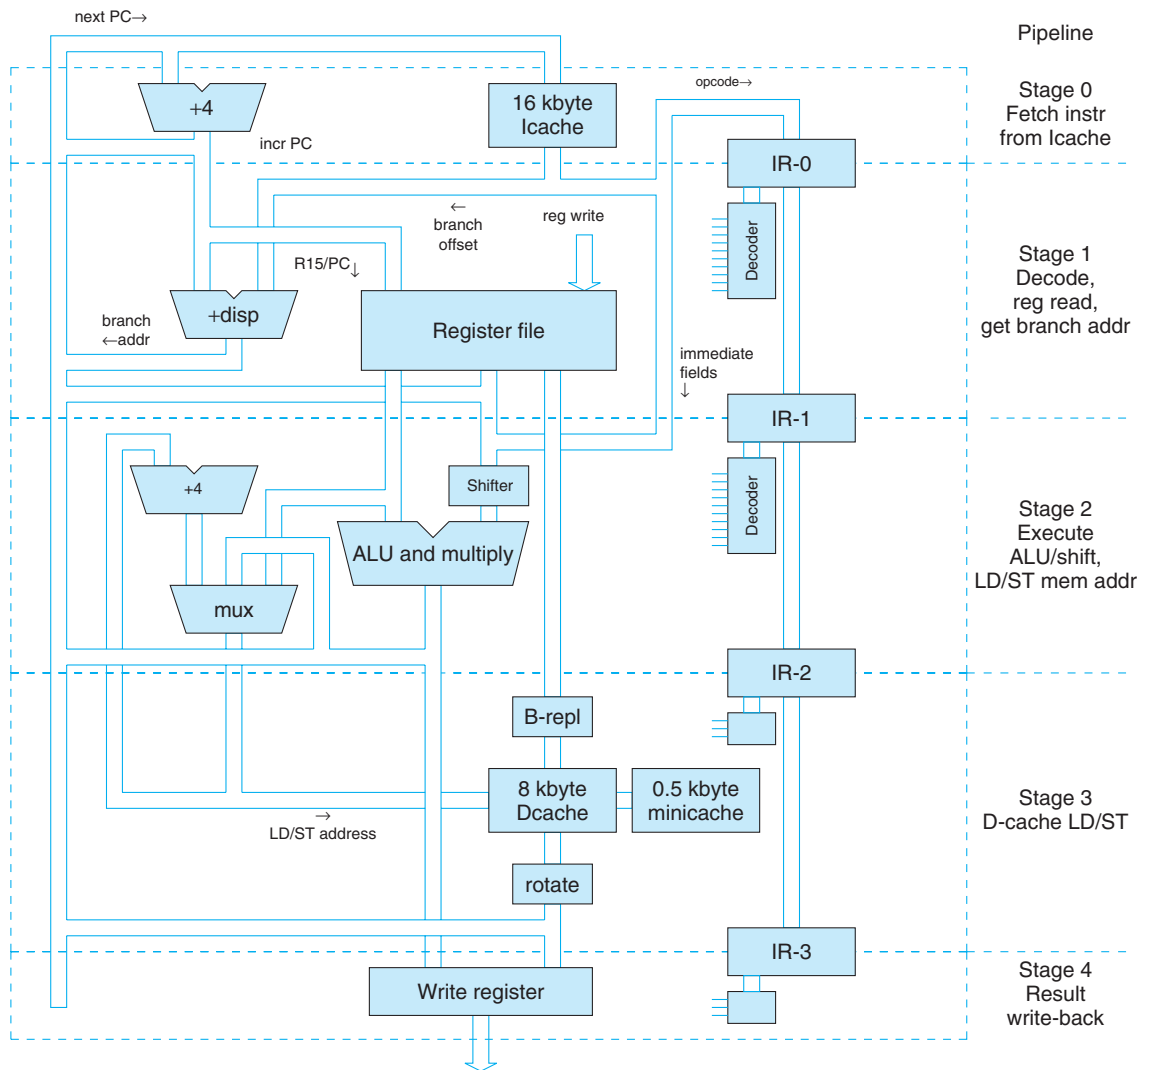 next PC→
Pipeline
Stage 0
Fetch instr
from Icache
+4
16 kbyte
Icache
opcode→
incr PC
IR-0
Decoder
←
branch
offset
reg write
R15/PC↓
Stage 1
Decode,
reg read,
get branch addr
+disp
Register file
branch
←addr
immediate
fields
↓
IR-1
Decoder
+4
Shifter
Stage 2
Execute
ALU/shift,
LD/ST mem addr
ALU and multiply
mux
IR-2
B-repl
8 kbyte
Dcache
0.5 kbyte
minicache
Stage 3
D-cache LD/ST
→
LD/ST address
rotate
IR-3
Write register
Stage 4
Result
write-back